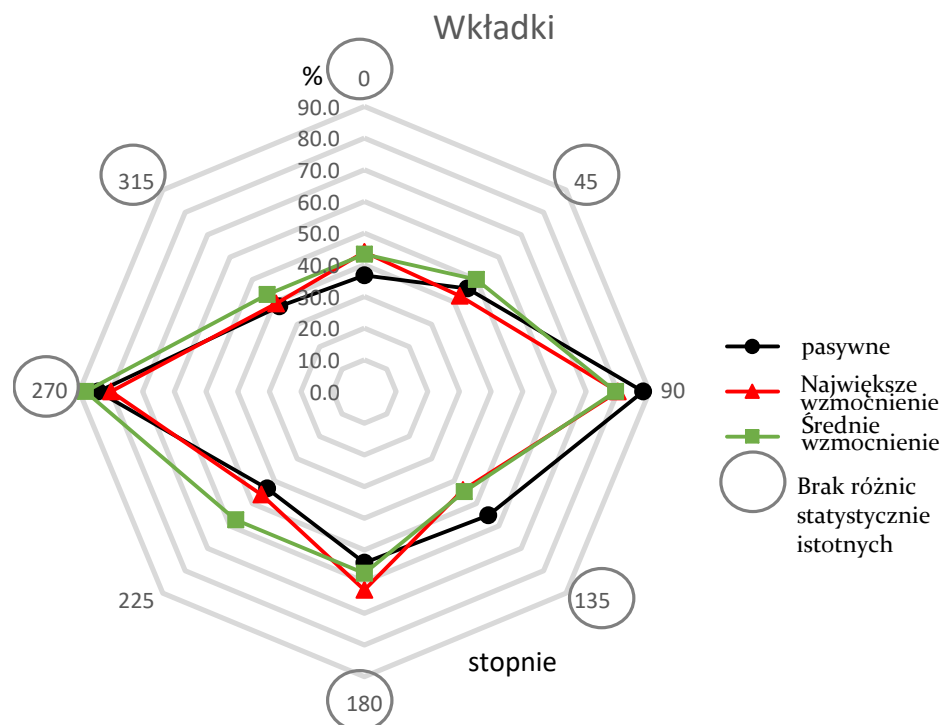 Wkładki
%
0
90.0
80.0
70.0
60.0
50.0
40.0
30.0
20.0
10.0
0.0
315
45
270
90
225
135
180
stopnie
pasywne
Największe
wzmocnienie
Średnie
wzmocnienie
Brak różnic
statystycznie
istotnych